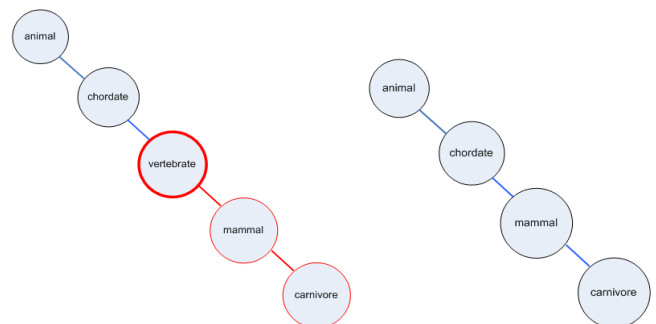 animal
chordate
vertebrate
mammal
carnivore
animal
chordate
mammal
carnivore